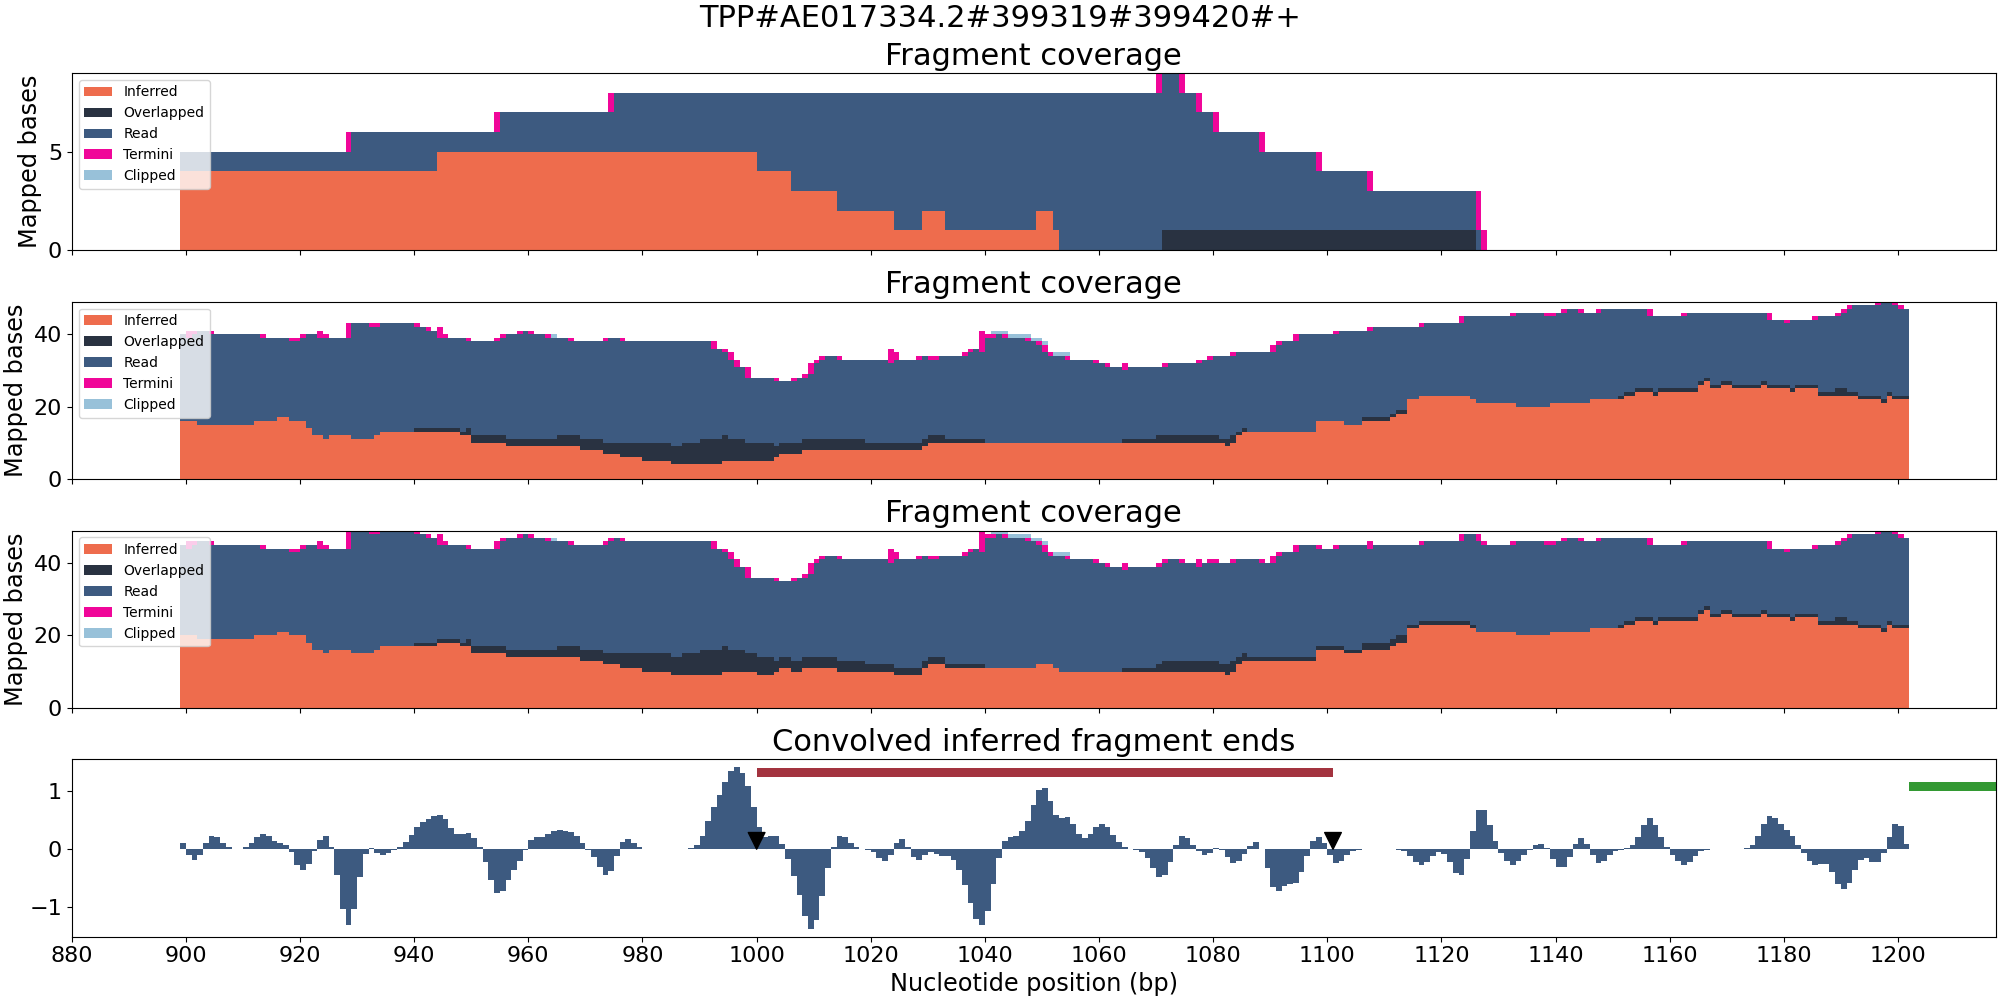 TPP#AE017334.2#399319#399420#+
Fragment coverage
Mapped bases
5
0
Inferred
Overlapped
Read
Termini
Clipped
Fragment coverage
Mapped bases
40
20
0
Inferred
Overlapped
Read
Termini
Clipped
Fragment coverage
Mapped bases
40
20
0
Inferred
Overlapped
Read
Termini
Clipped
Convolved inferred fragment ends
1
0
−1
880 900 920 940 960 980 1000 1020 1040 1060 1080 1100 1120 1140 1160 1180 1200
Nucleotide position (bp)